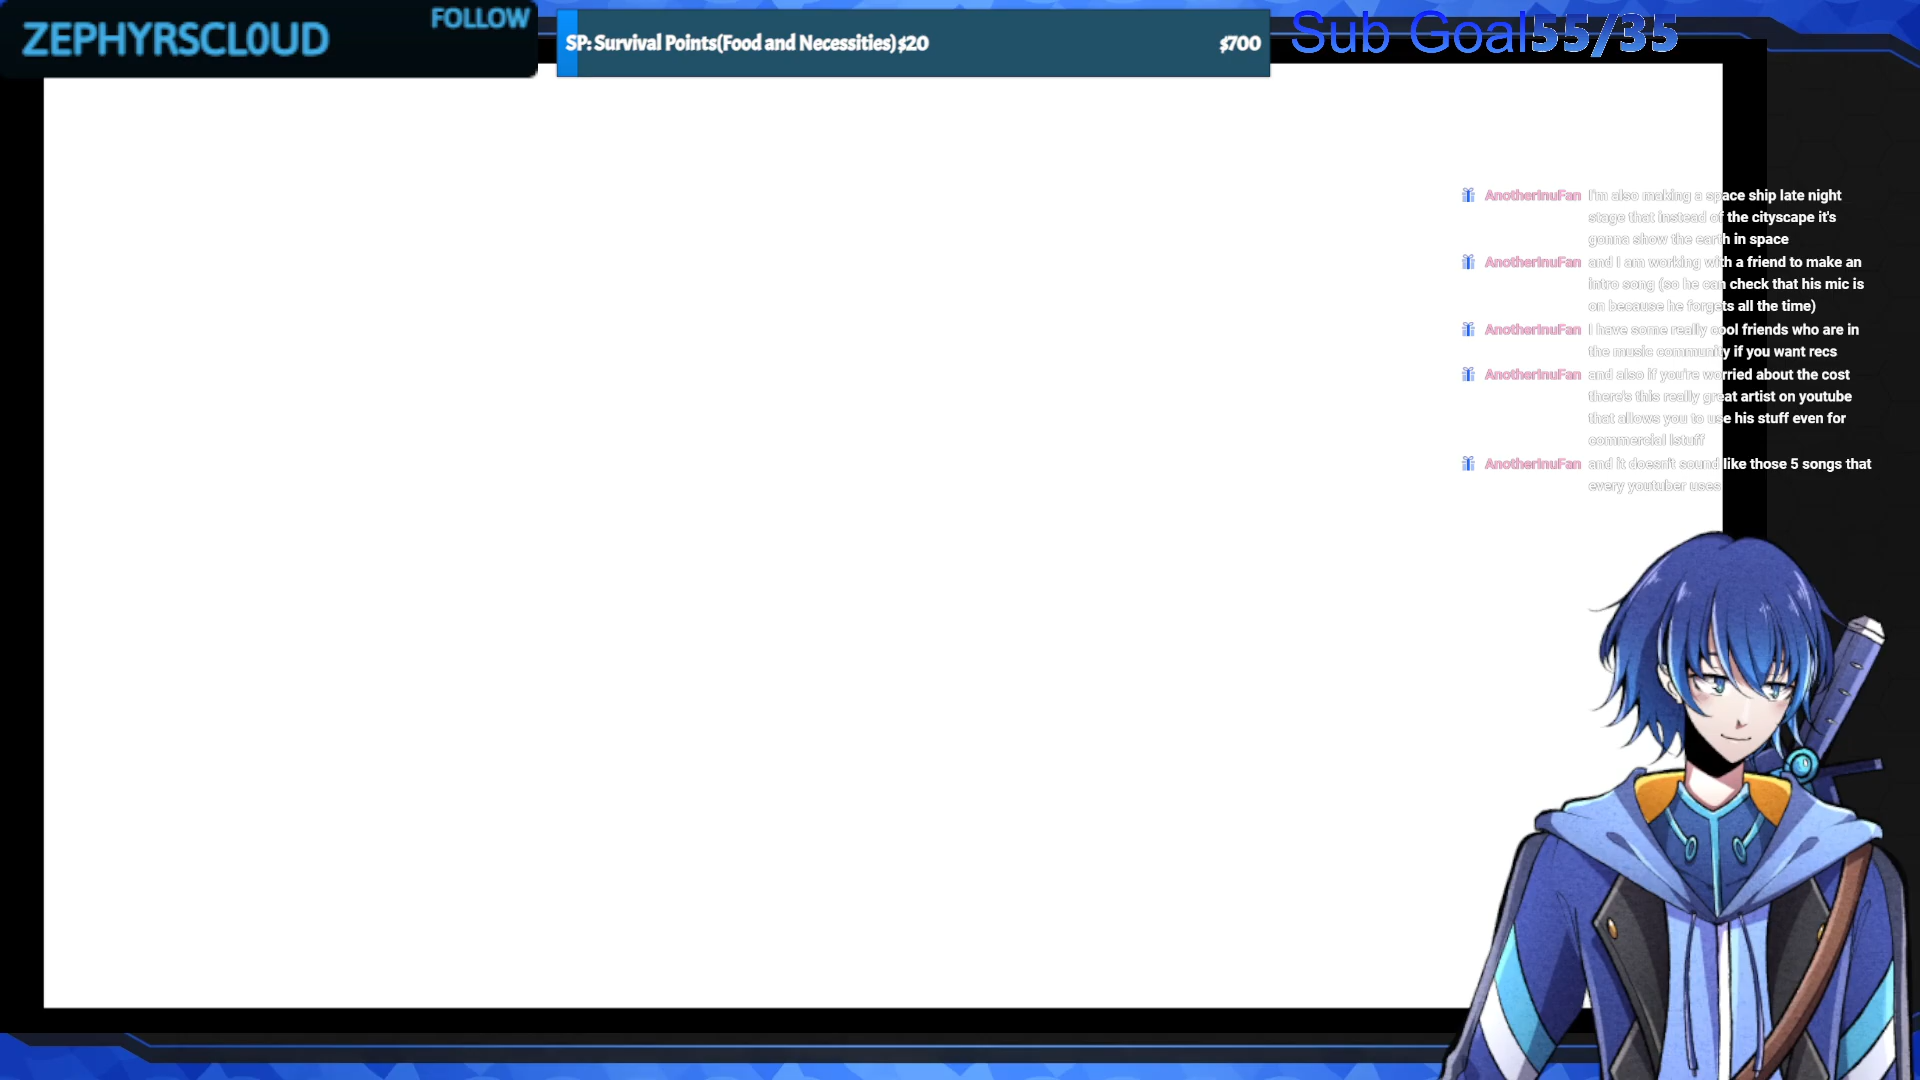 ZEPHYRSCL0UD
FOLLOW
SP: Survival Points(Food and Necessities) $20
$700
Sub Goal 55/35
AnotherInuFan I'm also making a space ship late night
stage that instead of the cityscape it's
gonna show the earth in space
AnotherInuFan and I am working with a friend to make an
intro song (so he can check that his mic is
on because he forgets all the time)
AnotherInuFan I have some really cool friends who are in
the music community if you want recs
AnotherInuFan and also if you're worried about the cost
there's this really great artist on youtube
that allows you to use his stuff even for
commercial lstuff
AnotherInuFan and it doesn't sound like those 5 songs that
every youtuber uses